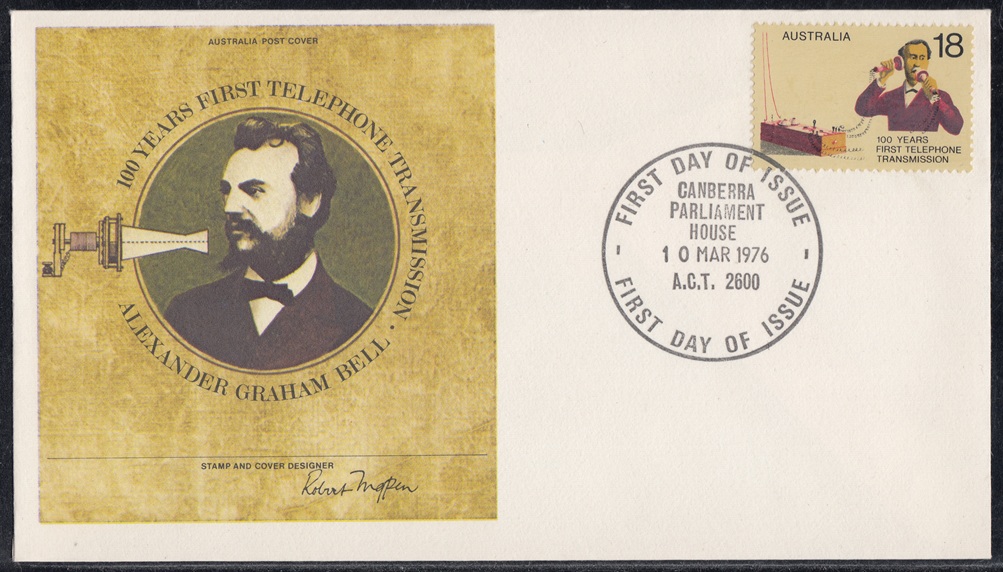 AUSTRALIA POST COVER
100 YEARS FIRST TELEPHONE TRANSMISSION ·
ALEXANDER GRAHAM BELL
STAMP AND COVER DESIGNER
Robert Ingpen
AUSTRALIA
18
100 YEARS
FIRST TELEPHONE
TRANSMISSION
FIRST DAY OF ISSUE
CANBERRA
PARLIAMENT
HOUSE
10 MAR 1976
A.C.T. 2600
FIRST DAY OF ISSUE